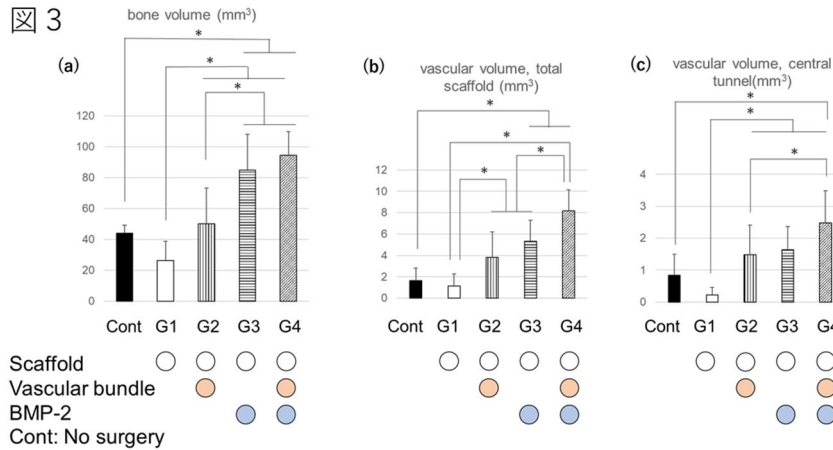 図 3
bone volume (mm³)
(a)
*
*
*
120
100
80
60
40
20
0
Cont G1 G2 G3 G4
(b)
vascular volume, total
scaffold (mm³)
*
*
*
*
12
10
8
6
4
2
0
Cont G1 G2 G3 G4
(c)
vascular volume, central
tunnel(mm³)
*
*
*
4
3
2
1
0
Cont G1 G2 G3 G4
Scaffold
Vascular bundle
BMP-2
Cont: No surgery